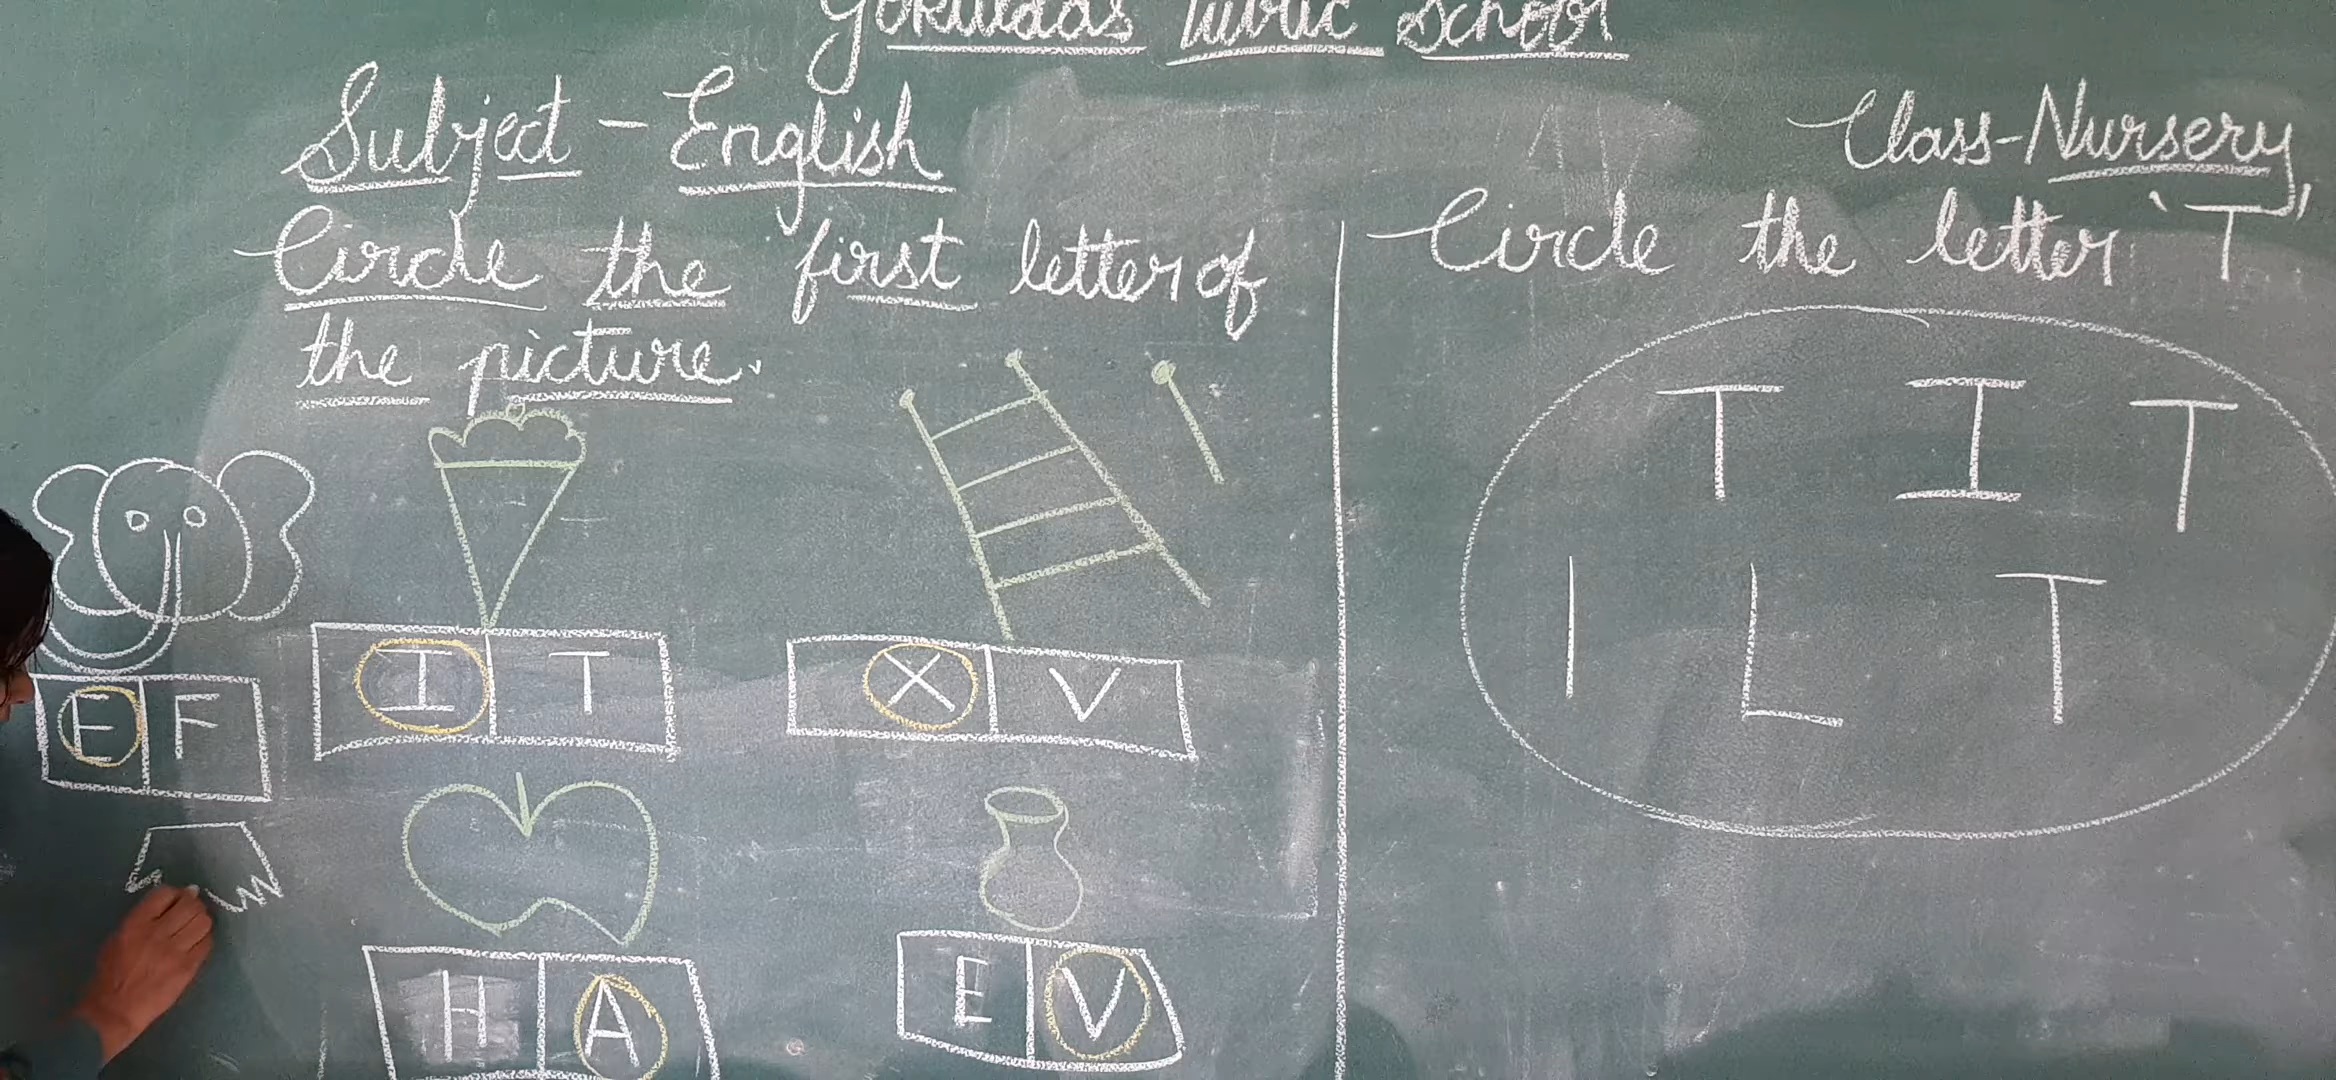 Gokuldas Public School
Subject - English
Class - Nursery
Circle the first letter of
the picture.
E F
I T
X V
H A
E V
Circle the letter 'T'
T I T
I L T